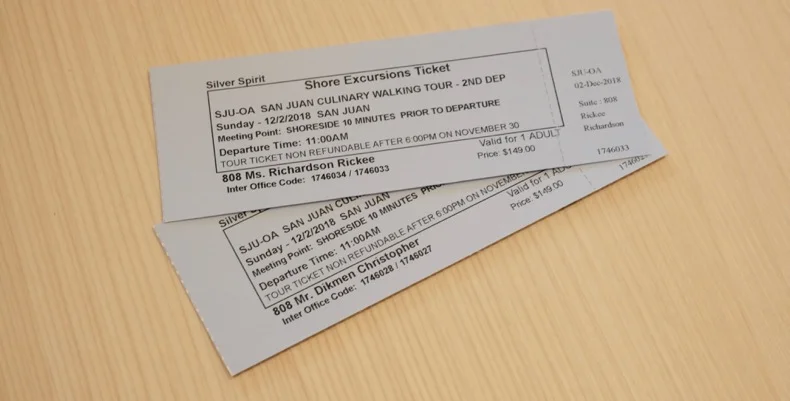 Silver Spirit
Shore Excursions Ticket
SJU-OA SAN JUAN CULINARY WALKING TOUR - 2ND DEP
Sunday - 12/2/2018 SAN JUAN
Meeting Point: SHORESIDE 10 MINUTES PRIOR TO DEPARTURE
Departure Time: 11:00AM
TOUR TICKET NON REFUNDABLE AFTER 6:00PM ON NOVEMBER 30
808 Ms. Richardson Rickee
Valid for 1 ADULT
Inter Office Code: 1746034 / 1746033
Price: $149.00
SJU-OA
02-Dec-2018
Suite : 808
Rickee
Richardson
1746033
Silver
SJU-OA SAN JUAN
Sunday - 12/2/2018 SAN JUAN
Meeting Point: SHORESIDE 10 MINUTES
Departure Time: 11:00AM
TOUR TICKET NON REFUNDABLE AFTER 6:00PM ON
808 Mr. Dikmen Christopher
Valid for 1
Inter Office Code: 1746028 / 1746027
Price: $149.00